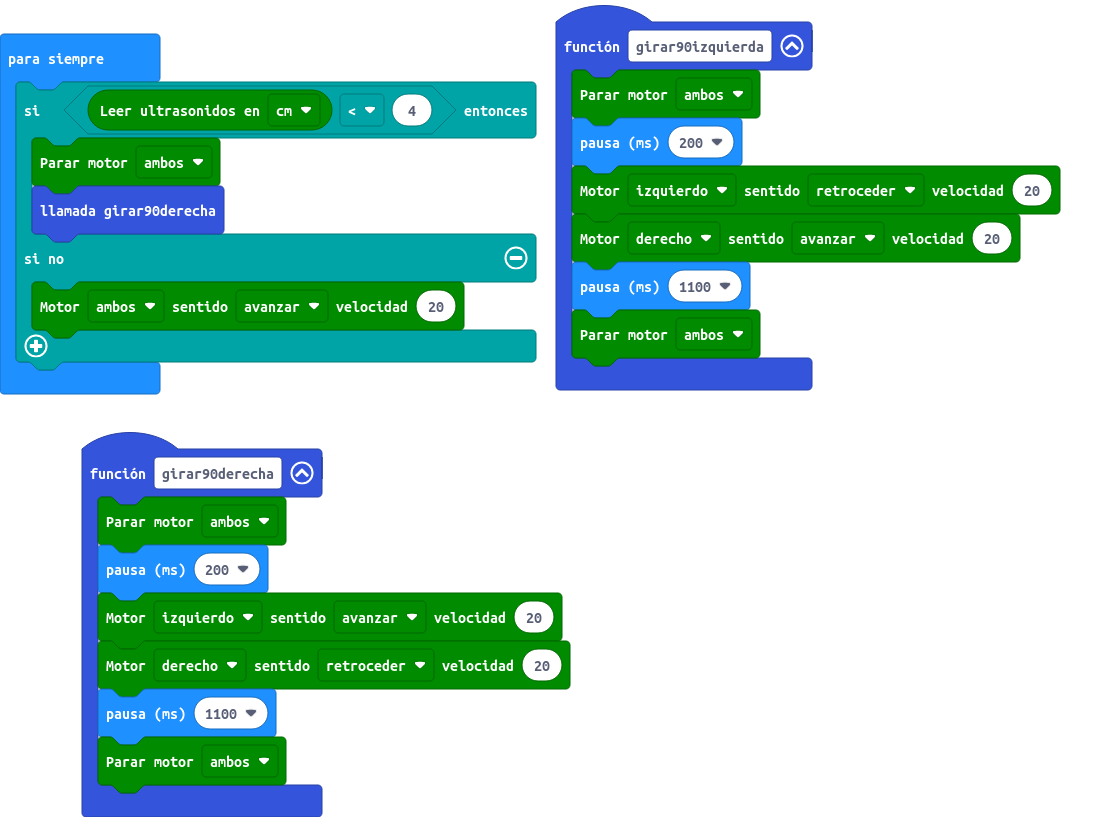 para siempre
si Leer ultrasonidos en cm < 4 entonces
Parar motor ambos
llamada girar90derecha
si no
Motor ambos sentido avanzar velocidad 20
función girar90izquierda
Parar motor ambos
pausa (ms) 200
Motor izquierdo sentido retroceder velocidad 20
Motor derecho sentido avanzar velocidad 20
pausa (ms) 1100
Parar motor ambos
función girar90derecha
Parar motor ambos
pausa (ms) 200
Motor izquierdo sentido avanzar velocidad 20
Motor derecho sentido retroceder velocidad 20
pausa (ms) 1100
Parar motor ambos